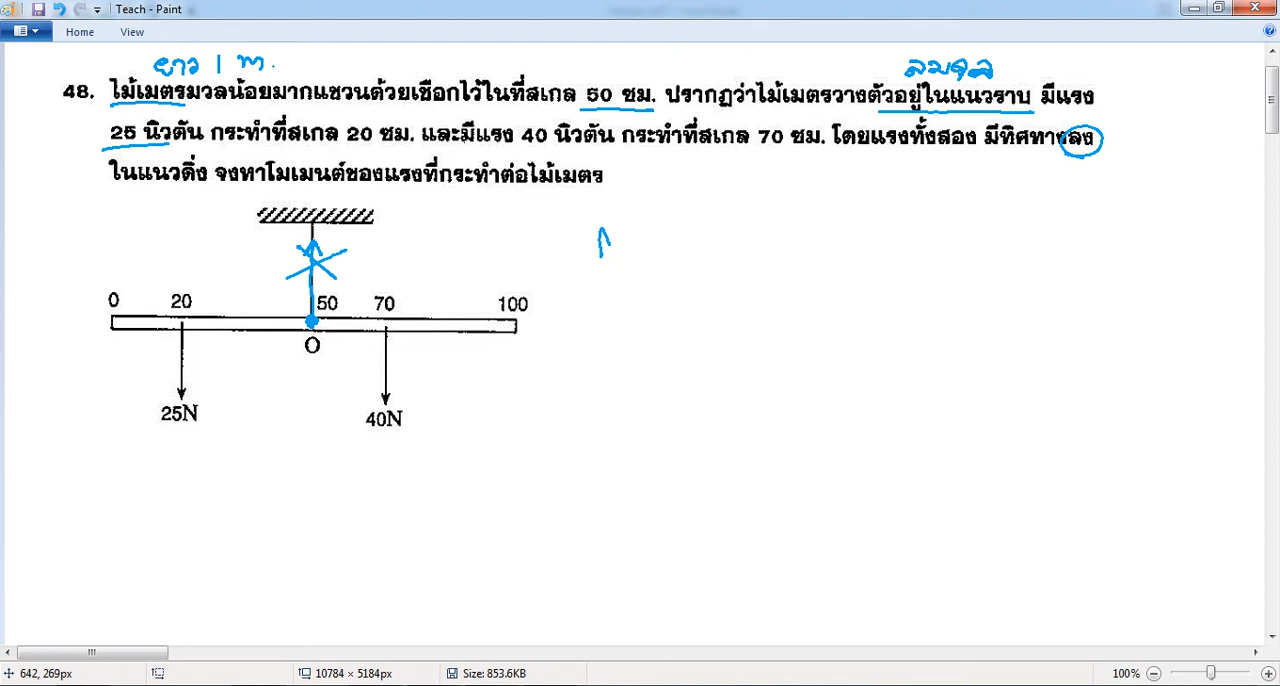 Teach - Paint
Home View
ยาว 1 m.
สมดุล
48. ไม้เมตรมวลน้อยมากแขวนด้วยเชือกไว้ในที่สเกล 50 ซม. ปรากฏว่าไม้เมตรวางตัวอยู่ในแนวราบ มีแรง
25 นิวตัน กระทำที่สเกล 20 ซม. และมีแรง 40 นิวตัน กระทำที่สเกล 70 ซม. โดยแรงทั้งสอง มีทิศทางลง
ในแนวดิ่ง จงหาโมเมนต์ของแรงที่กระทำต่อไม้เมตร
0 20 50 70 100
O
25N 40N
642, 269px 10784 × 5184px Size: 853.6KB 100%